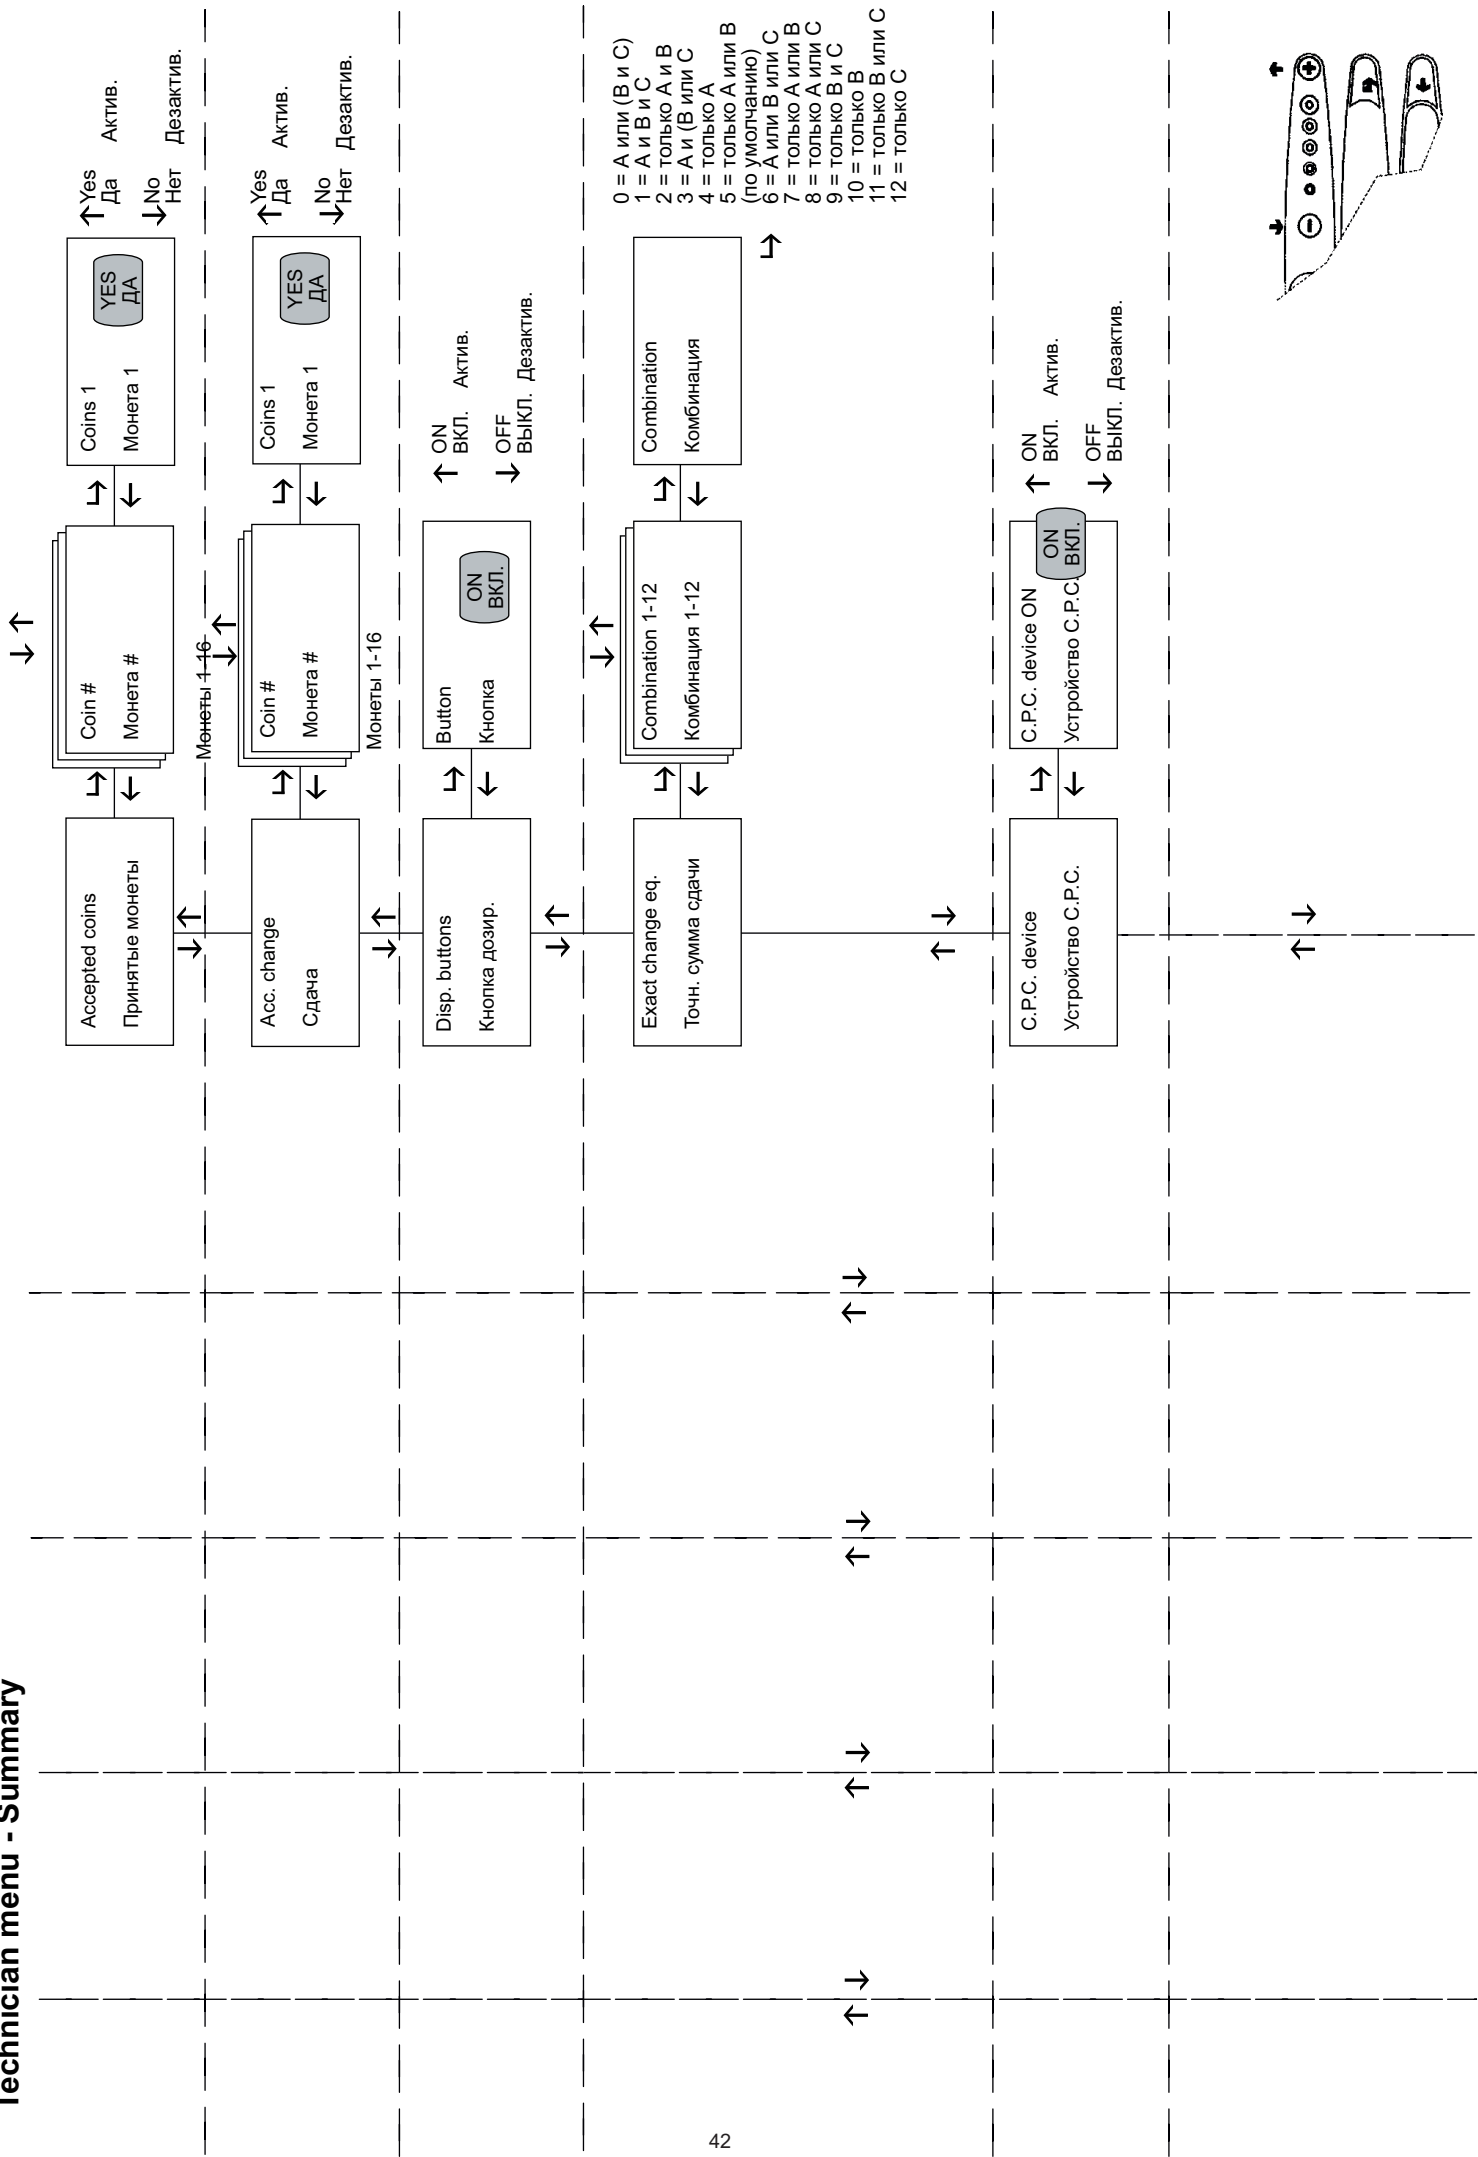 Technician menu - Summary
Accepted coins
Принятые монеты
Coin #
Монета #
Монеты 1-16
Coins 1
Монета 1
YES
ДА
Yes
Да
Актив.
No
Нет
Дезактив.
Acc. change
Сдача
Coin #
Монета #
Монеты 1-16
Coins 1
Монета 1
YES
ДА
Yes
Да
Актив.
No
Нет
Дезактив.
Disp. buttons
Кнопка дозир.
Button
Кнопка
ON
ВКЛ.
ON
ВКЛ.
Актив.
OFF
ВЫКЛ.
Дезактив.
Exact change eq.
Точн. сумма сдачи
Combination 1-12
Комбинация 1-12
Combination
Комбинация
0 = A или (B и C)
1 = A и B и C
2 = только A и B
3 = A и (B или C
4 = только A
5 = только A или B
(по умолчанию)
6 = A или B или C
7 = только A или B
8 = только A или C
9 = только B и C
10 = только B
11 = только B или C
12 = только C
C.P.C. device
Устройство C.P.C.
C.P.C. device ON
Устройство C.P.C.
ON
ВКЛ.
ON
ВКЛ.
Актив.
OFF
ВЫКЛ.
Дезактив.
42